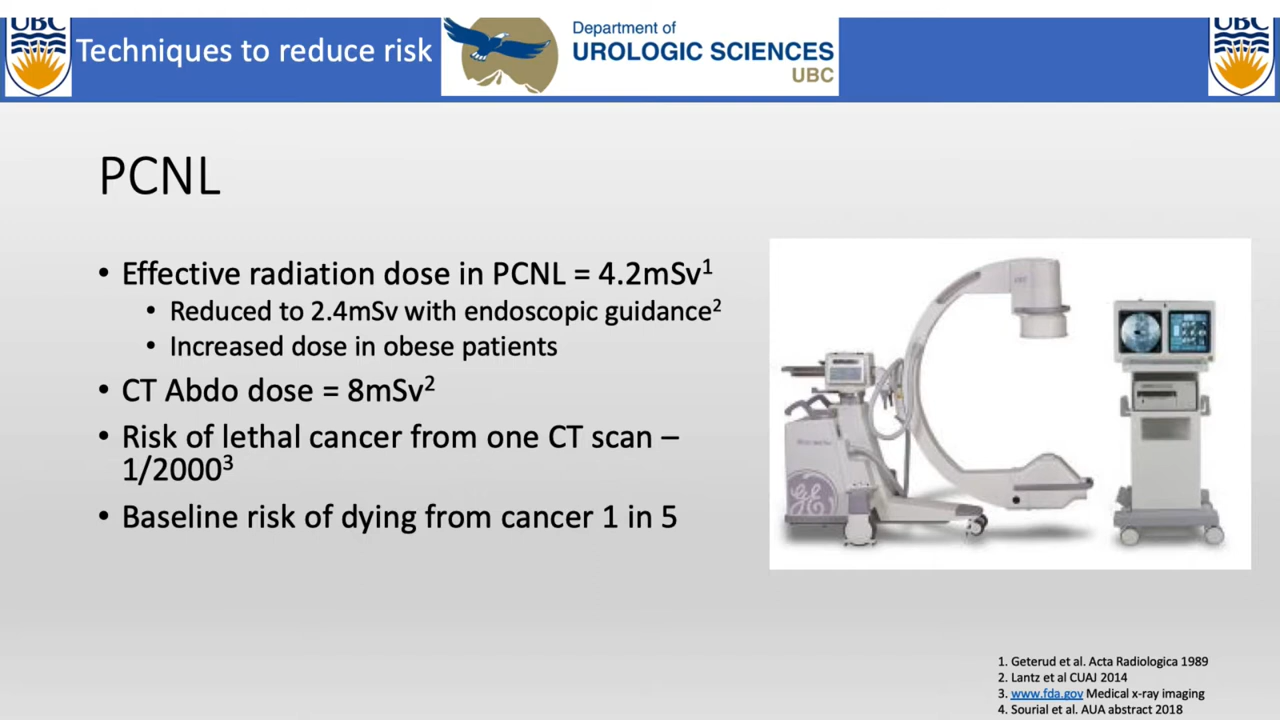 UBC
Techniques to reduce risk
Department of
UROLOGIC SCIENCES
UBC
UBC
PCNL
• Effective radiation dose in PCNL = 4.2mSv1
• Reduced to 2.4mSv with endoscopic guidance2
• Increased dose in obese patients
• CT Abdo dose = 8mSv2
• Risk of lethal cancer from one CT scan –
1/20003
• Baseline risk of dying from cancer 1 in 5
GE
1. Geterud et al. Acta Radiologica 1989
2. Lantz et al CUAJ 2014
3. www.fda.gov Medical x-ray imaging
4. Sourial et al. AUA abstract 2018